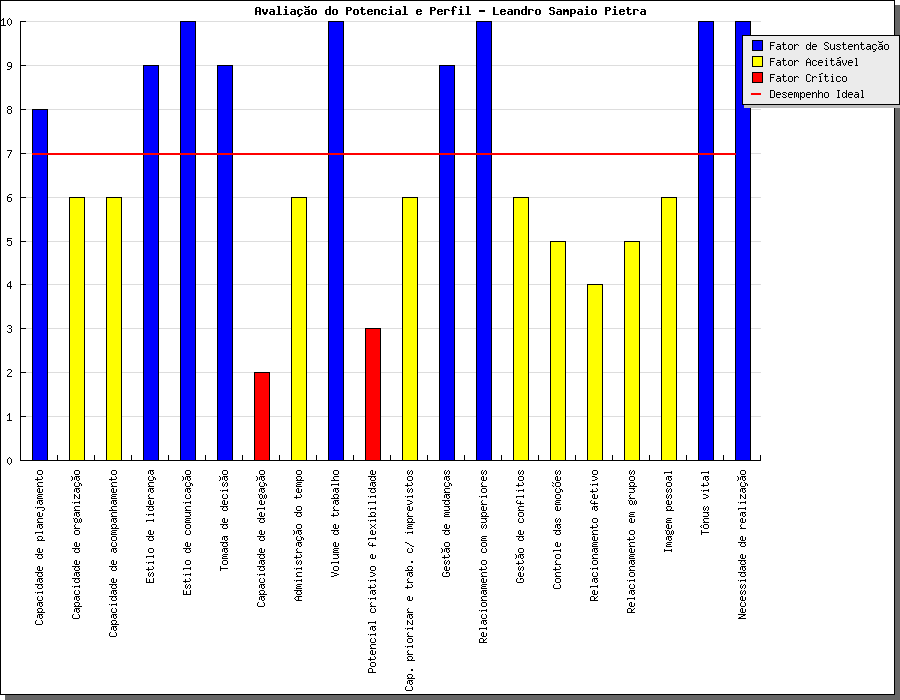 Avaliação do Potencial e Perfil - Leandro Sampaio Pietra
Fator de Sustentação
Fator Aceitável
Fator Crítico
Desempenho Ideal
10
9
8
7
6
5
4
3
2
1
0
Capacidade de planejamento
Capacidade de organização
Capacidade de acompanhamento
Estilo de liderança
Estilo de comunicação
Tomada de decisão
Capacidade de delegação
Administração do tempo
Volume de trabalho
Potencial criativo e flexibilidade
Cap. priorizar e trab. c/ imprevistos
Gestão de mudanças
Relacionamento com superiores
Gestão de conflitos
Controle das emoções
Relacionamento afetivo
Relacionamento em grupos
Imagem pessoal
Tônus vital
Necessidade de realização